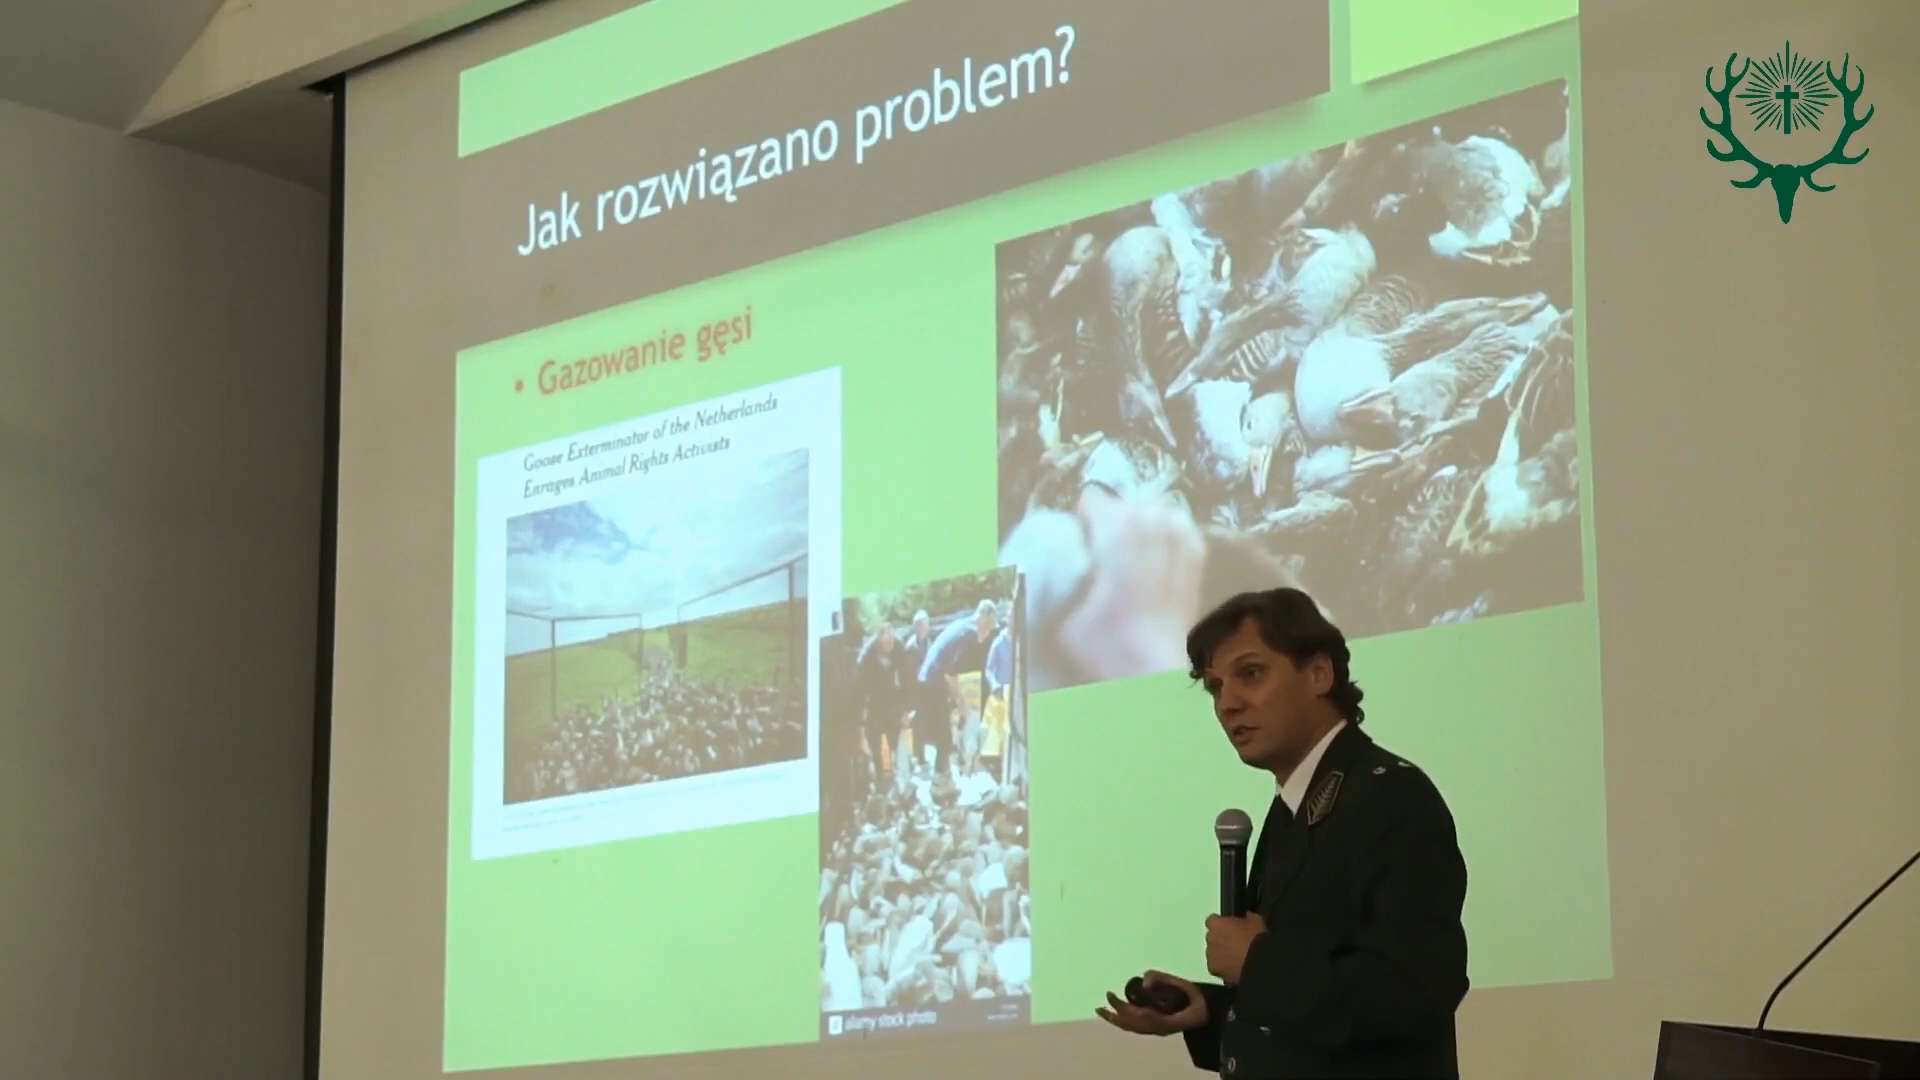 Jak rozwiązano problem?
• Gazowanie gęsi
Goose Exterminator of the Netherlands
Enrages Animal Rights Activists
alamy stock photo